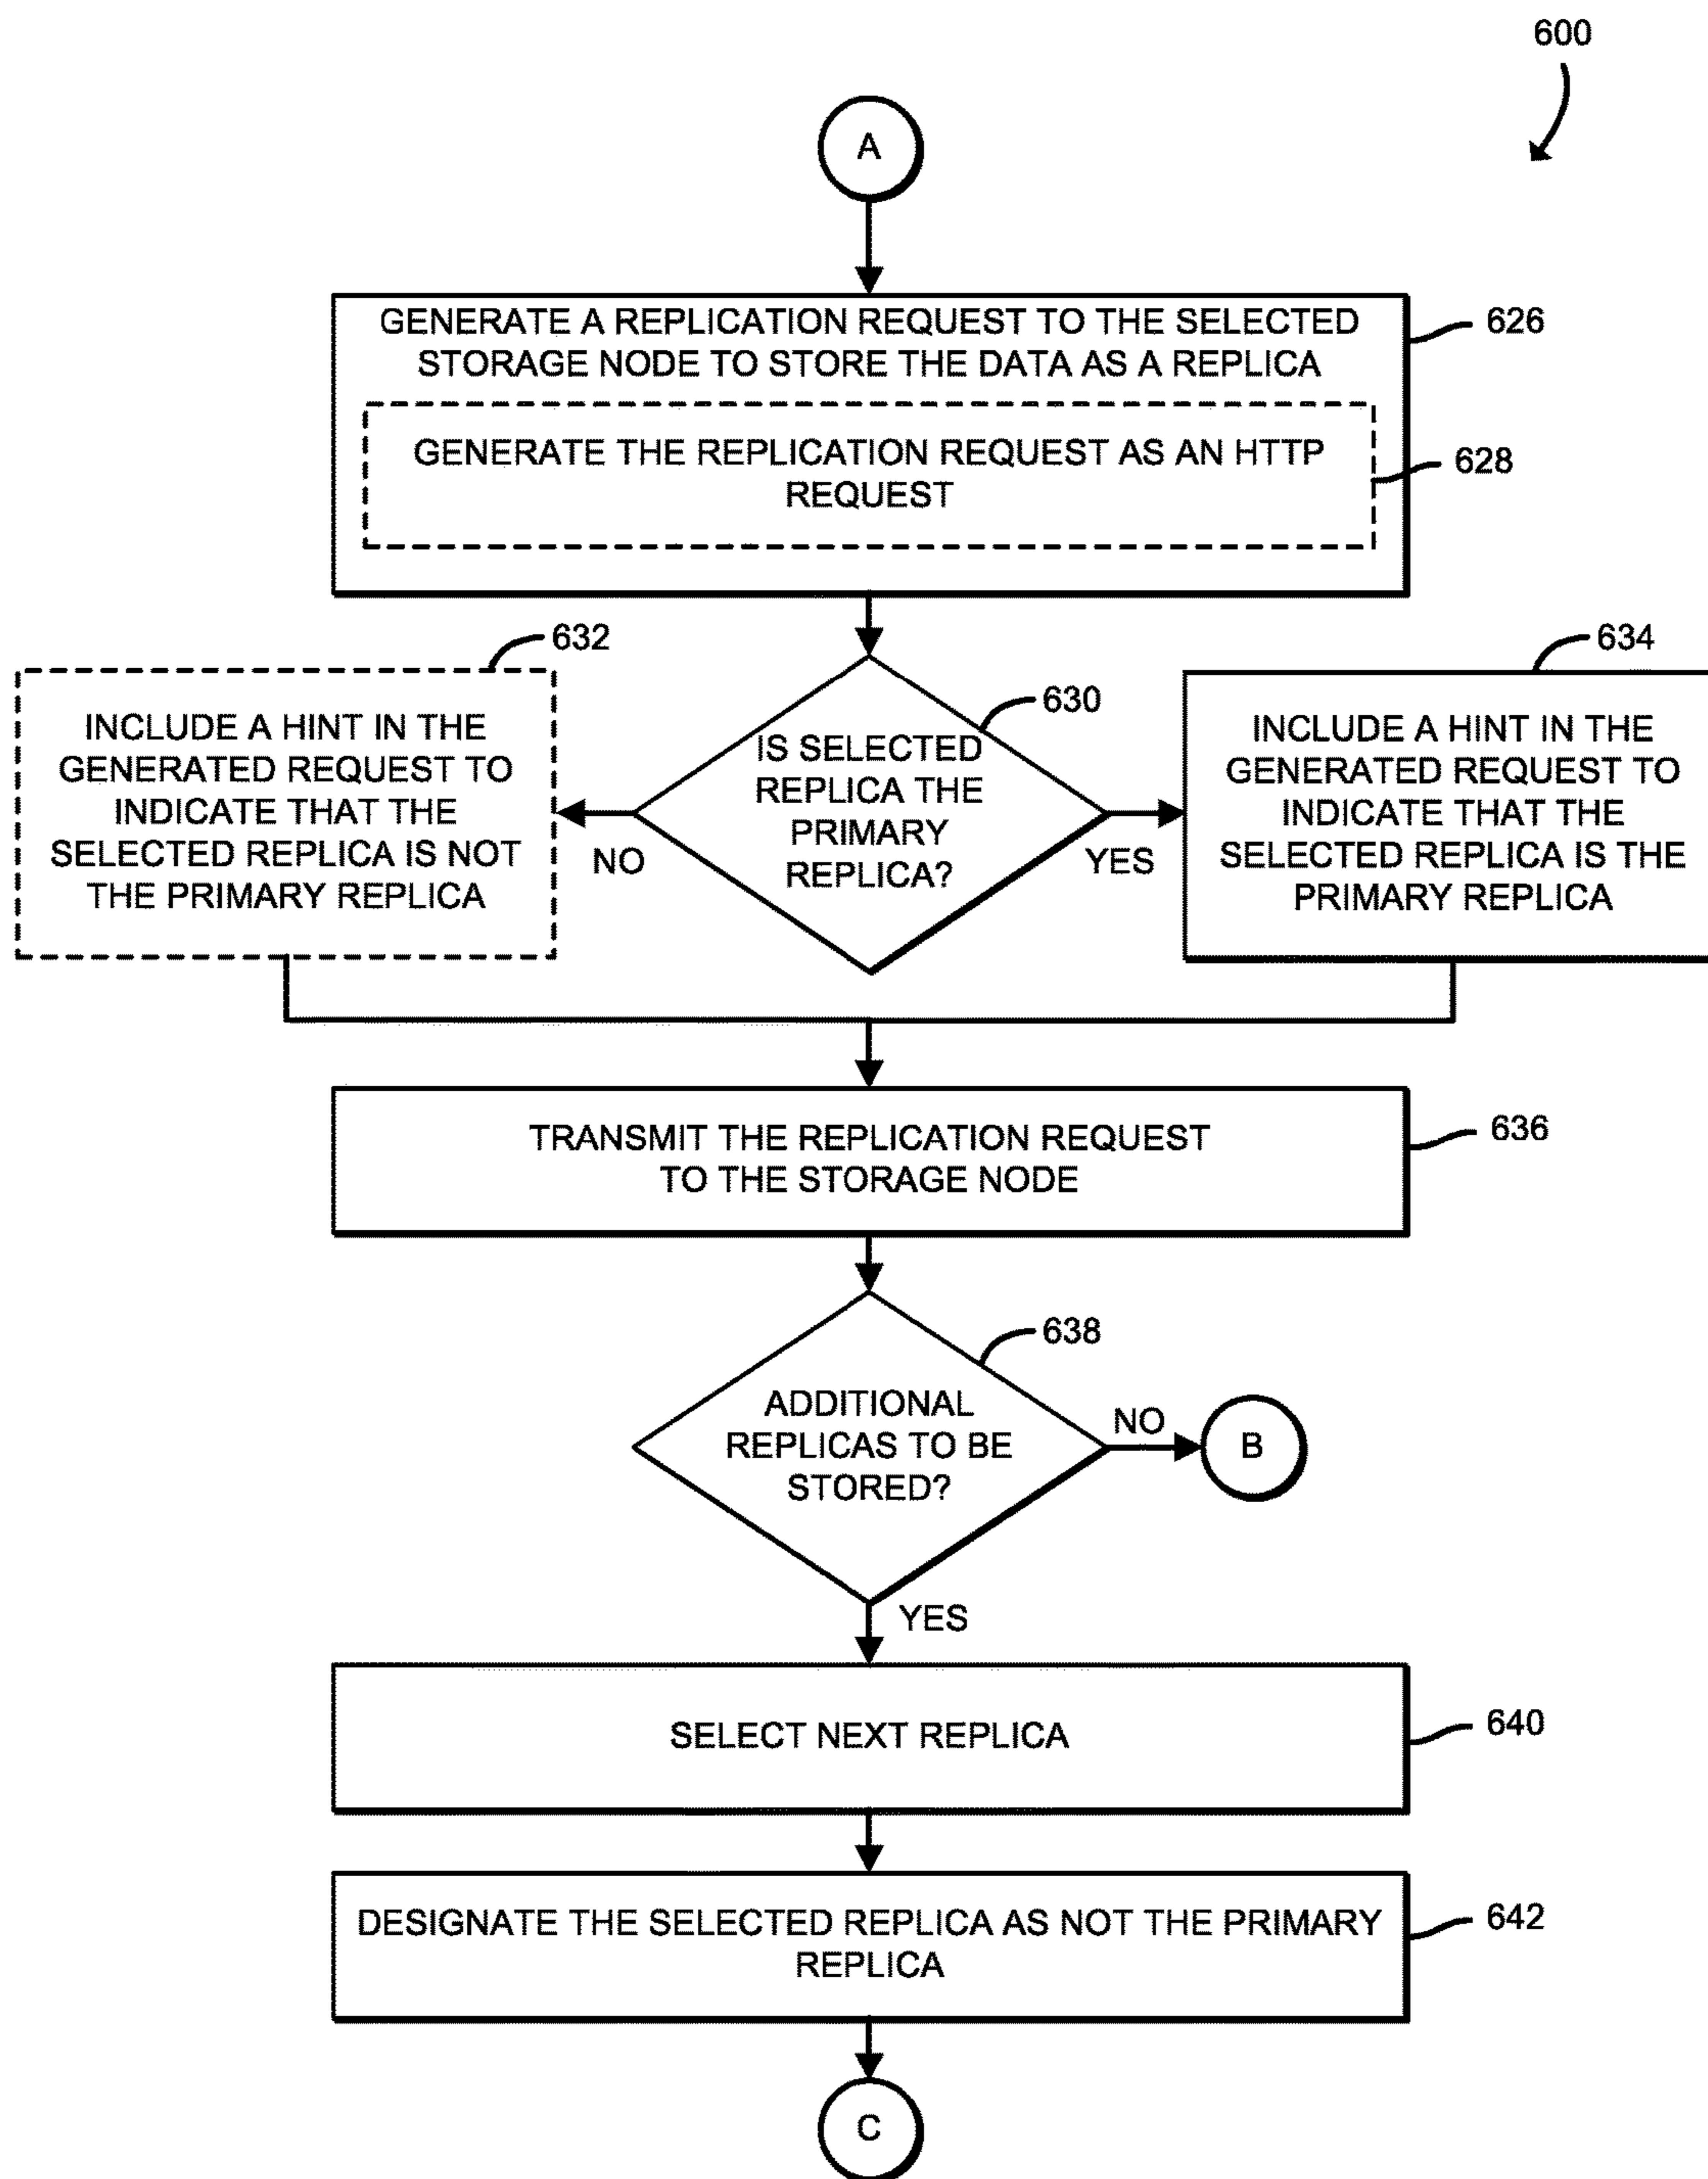 600
A
GENERATE A REPLICATION REQUEST TO THE SELECTED
STORAGE NODE TO STORE THE DATA AS A REPLICA
626
GENERATE THE REPLICATION REQUEST AS AN HTTP
REQUEST
628
632
INCLUDE A HINT IN THE
GENERATED REQUEST TO
INDICATE THAT THE
SELECTED REPLICA IS NOT
THE PRIMARY REPLICA
630
IS SELECTED
REPLICA THE
PRIMARY
REPLICA?
NO
YES
634
INCLUDE A HINT IN THE
GENERATED REQUEST TO
INDICATE THAT THE
SELECTED REPLICA IS THE
PRIMARY REPLICA
TRANSMIT THE REPLICATION REQUEST
TO THE STORAGE NODE
636
638
ADDITIONAL
REPLICAS TO BE
STORED?
NO
B
YES
SELECT NEXT REPLICA
640
DESIGNATE THE SELECTED REPLICA AS NOT THE PRIMARY
REPLICA
642
C